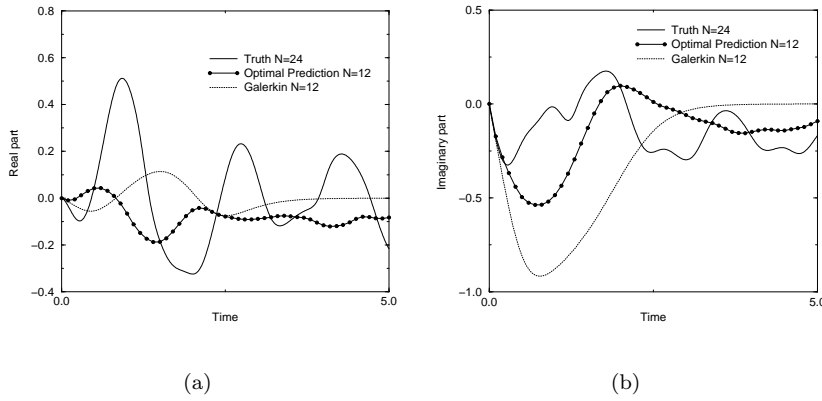 0.8
0.6
0.4
0.2
0.0
−0.2
−0.4
Real part
0.0
5.0
Time
Truth N=24
Optimal Prediction N=12
Galerkin N=12
(a)
0.5
0.0
−0.5
−1.0
Imaginary part
0.0
5.0
Time
Truth N=24
Optimal Prediction N=12
Galerkin N=12
(b)